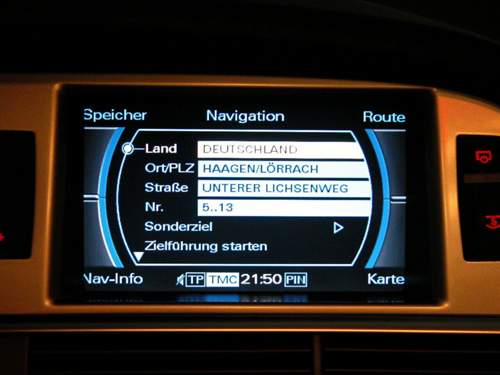 Speicher Navigation Route
Land DEUTSCHLAND
Ort/PLZ HAAGEN/LÖRRACH
Straße UNTERER LICHSENWEG
Nr. 5..13
Sonderziel
Zielführung starten
Nav-Info TP TMC 21:50 PIN Karte